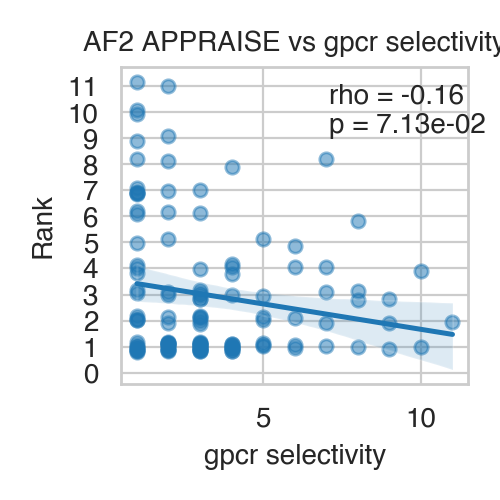 AF2 APPRAISE vs gpcr selectivity
rho = -0.16
p = 7.13e-02
11
10
9
8
7
6
5
4
3
2
1
0
Rank
5 10
gpcr selectivity